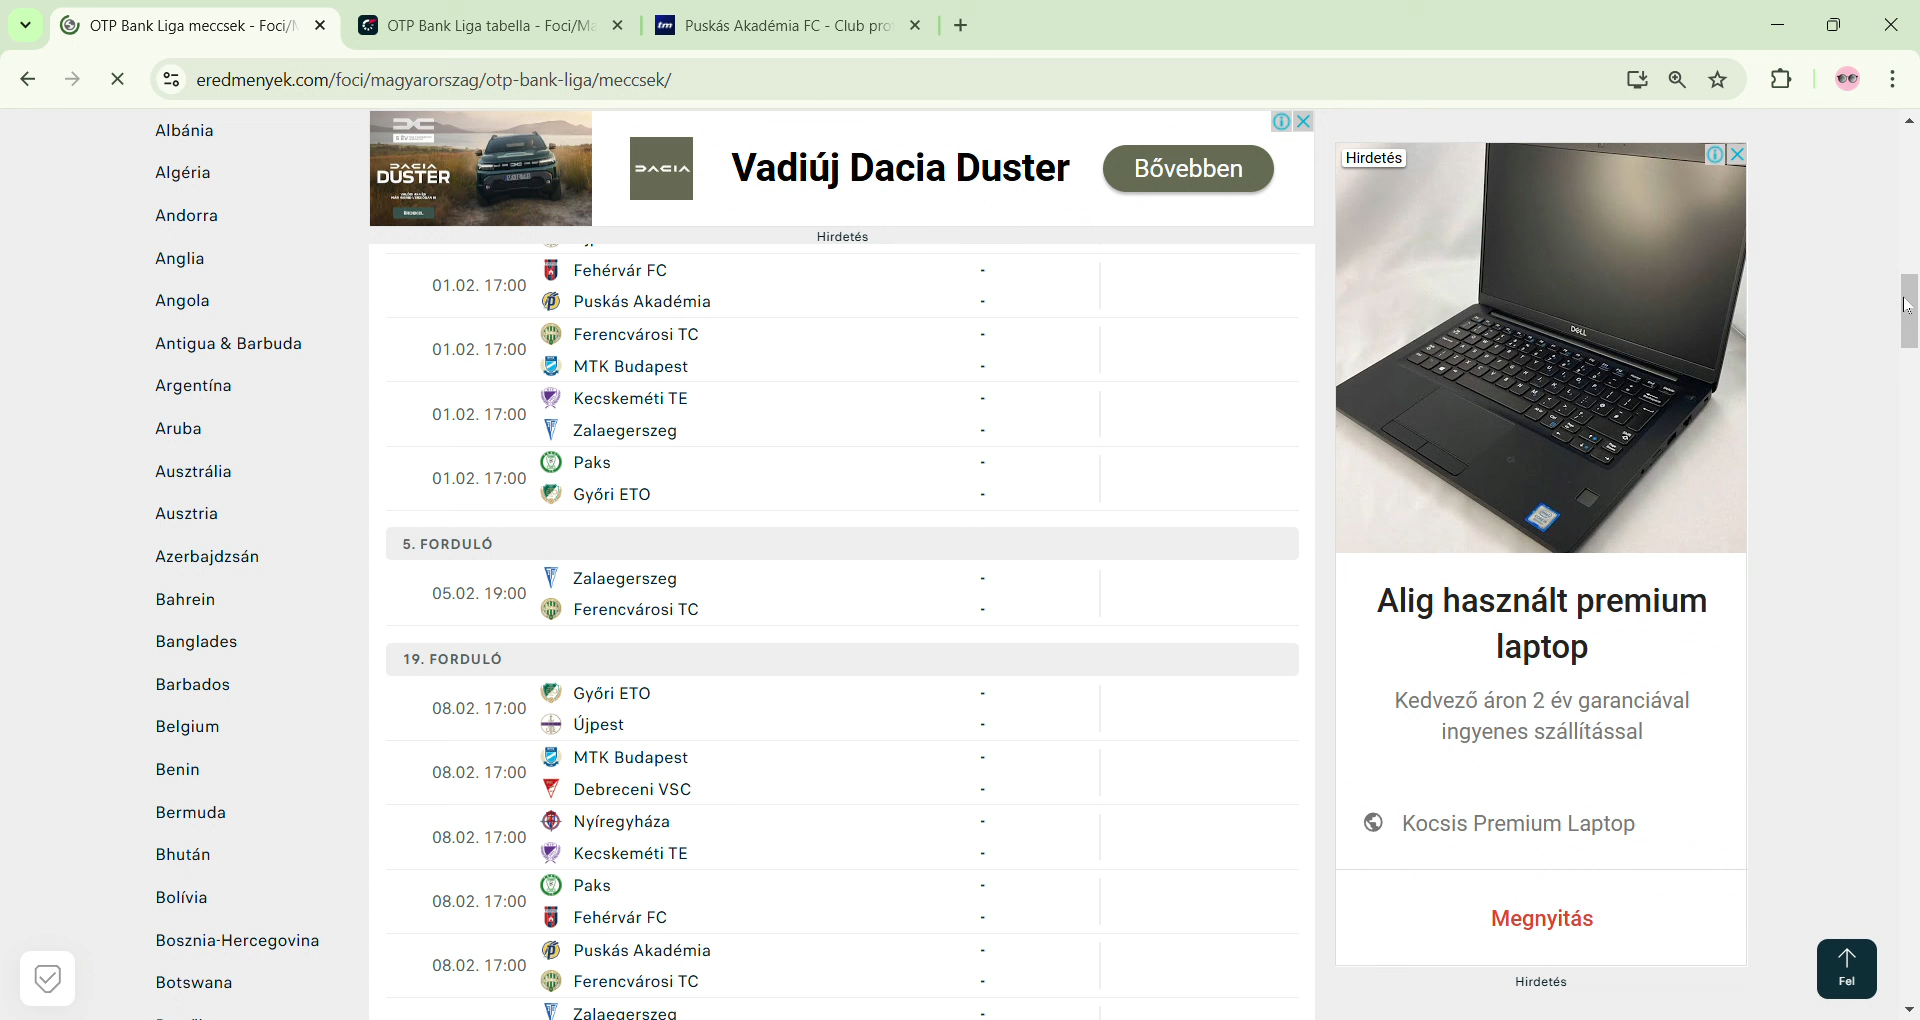 OTP Bank Liga meccsek - Foci/
OTP Bank Liga tabella - Foci/Ma
tm
Puskás Akadémia FC - Club pro
eredmenyek.com/foci/magyarorszag/otp-bank-liga/meccsek/
Albánia
Algéria
Andorra
Anglia
Angola
Antigua & Barbuda
Argentína
Aruba
Ausztrália
Ausztria
Azerbajdzsán
Bahrein
Banglades
Barbados
Belgium
Benin
Bermuda
Bhután
Bolívia
Bosznia-Hercegovina
Botswana
DACIA
DUSTER
DACIA
Vadiúj Dacia Duster
Bővebben
Hirdetés
01.02. 17:00
Fehérvár FC -
Puskás Akadémia -
01.02. 17:00
Ferencvárosi TC -
MTK Budapest -
01.02. 17:00
Kecskeméti TE -
Zalaegerszeg -
01.02. 17:00
Paks -
Győri ETO -
5. FORDULÓ
05.02. 19:00
Zalaegerszeg -
Ferencvárosi TC -
19. FORDULÓ
08.02. 17:00
Győri ETO -
Újpest -
08.02. 17:00
MTK Budapest -
Debreceni VSC -
08.02. 17:00
Nyíregyháza -
Kecskeméti TE -
08.02. 17:00
Paks -
Fehérvár FC -
08.02. 17:00
Puskás Akadémia -
Ferencvárosi TC -
Zalaegerszeg -
Hirdetés
DELL
Alig használt premium
laptop
Kedvező áron 2 év garanciával
ingyenes szállítással
Kocsis Premium Laptop
Megnyitás
Hirdetés
Fel